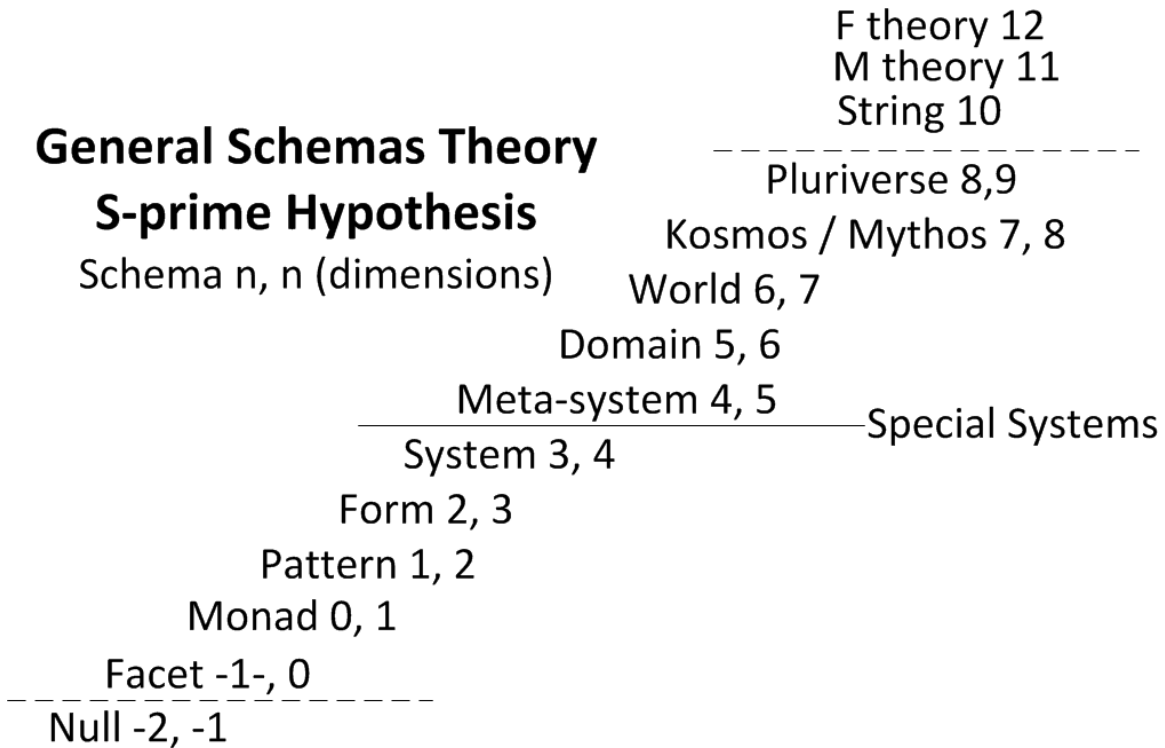 F theory 12
M theory 11
String 10
General Schemas Theory
S-prime Hypothesis
Schema n, n (dimensions)
Pluriverse 8,9
Kosmos / Mythos 7, 8
World 6, 7
Domain 5, 6
Meta-system 4, 5
Special Systems
System 3, 4
Form 2, 3
Pattern 1, 2
Monad 0, 1
Facet -1-, 0
Null -2, -1